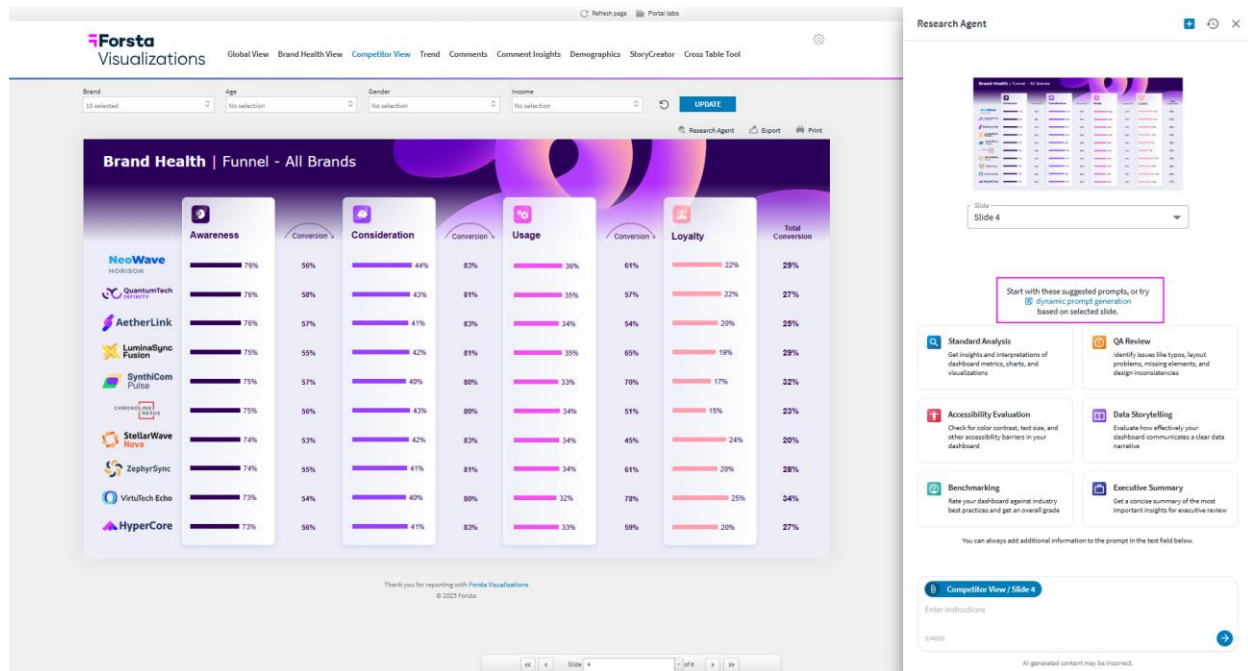 Refresh page Portal tabs
Forsta
Visualizations
Global View Brand Health View Competitor View Trend Comments Comment Insights Demographics StoryCreator Cross Table Tool
Brand Age Gender Income
10 selected No selection No selection No selection UPDATE
Research Agent Export Print
Brand Health | Funnel - All Brands
Awareness Conversion Consideration Conversion Usage Conversion Loyalty Total
Conversion
NeoWave
HORISON
76% 56% 44% 83% 36% 61% 22% 29%
QuantumTech
INFINITY
76% 58% 43% 81% 35% 57% 22% 27%
AetherLink 76% 57% 41% 83% 34% 54% 20% 25%
LuminaSync
Fusion
75% 55% 42% 81% 35% 65% 19% 29%
SynthiCom
Pulse
75% 57% 40% 80% 33% 70% 17% 32%
CHRONOLINK
NEXUS
75% 56% 43% 80% 34% 51% 15% 23%
StellarWave
Nova
74% 53% 42% 83% 34% 45% 24% 20%
ZephyrSync 74% 55% 41% 81% 34% 61% 20% 28%
VirtuTech Echo 73% 54% 40% 80% 32% 78% 25% 34%
HyperCore 73% 56% 41% 83% 33% 59% 20% 27%
Thank you for reporting with Forsta Visualizations
© 2025 Forsta
Slide 4 of 6
Research Agent
Brand Health | Funnel - All Brands
Slide
Slide 4
Start with these suggested prompts, or try
dynamic prompt generation
based on selected slide.
Standard Analysis
Get insights and interpretations of
dashboard metrics, charts, and
visualizations
QA Review
Identify issues like typos, layout
problems, missing elements, and
design inconsistencies
Accessibility Evaluation
Check for color contrast, text size, and
other accessibility barriers in your
dashboard
Data Storytelling
Evaluate how effectively your
dashboard communicates a clear data
narrative
Benchmarking
Rate your dashboard against industry
best practices and get an overall grade
Executive Summary
Get a concise summary of the most
important insights for executive review
You can always add additional information to the prompt in the text field below.
Competitor View / Slide 4
Enter instructions
0/4000
AI-generated content may be incorrect.